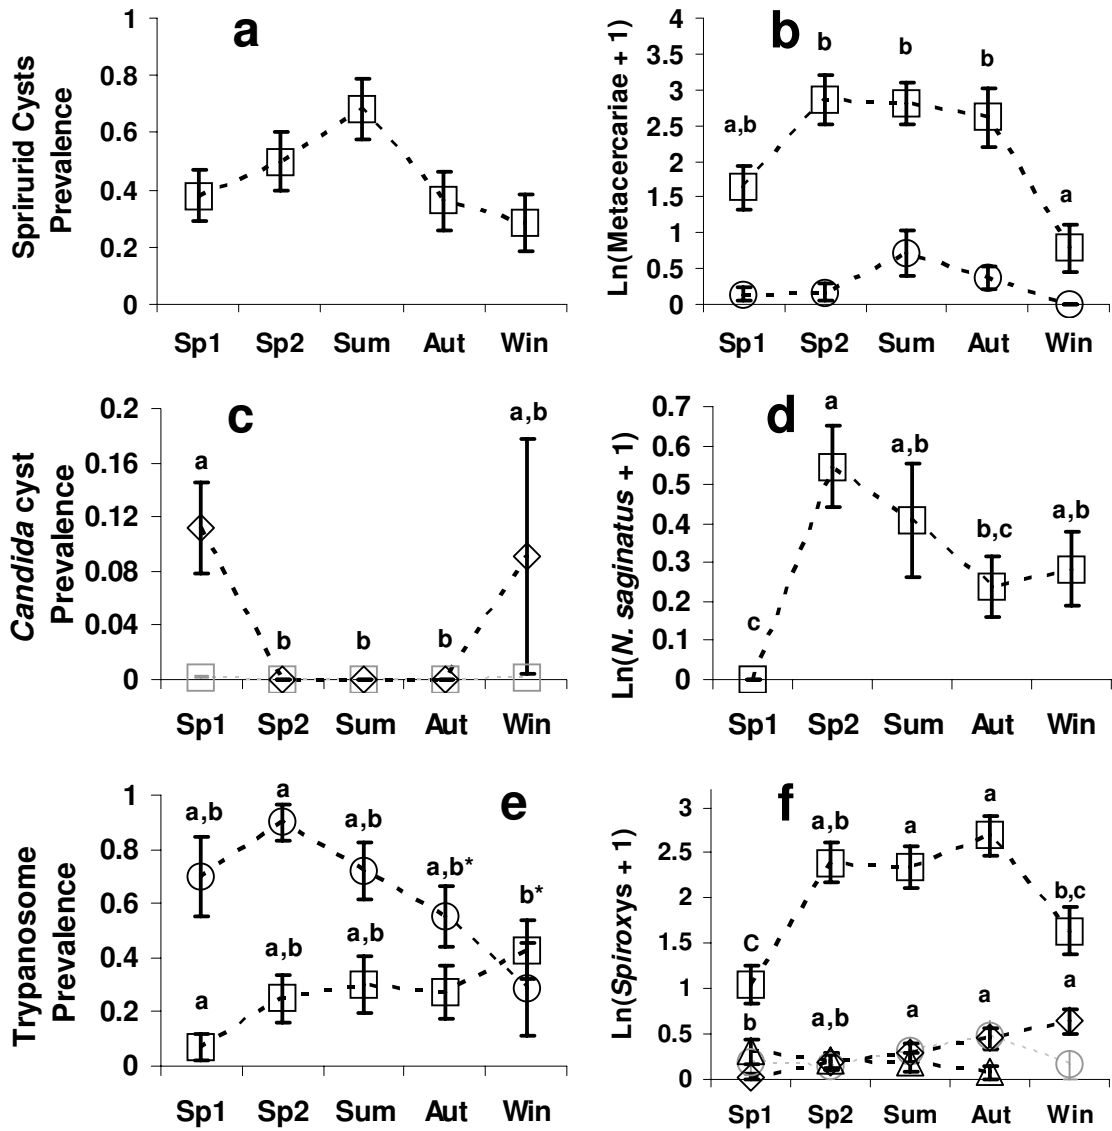 a
Sprirurid Cysts
Prevalence
1
0.8
0.6
0.4
0.2
0
Sp1 Sp2 Sum Aut Win
b
Ln(Metacercariae + 1)
4
3.5
3
2.5
2
1.5
1
0.5
0
a,b b b b a
Sp1 Sp2 Sum Aut Win
c
Candida cyst
Prevalence
0.2
0.16
0.12
0.08
0.04
0
a b b b a,b
Sp1 Sp2 Sum Aut Win
d
Ln(N. saginatus + 1)
0.7
0.6
0.5
0.4
0.3
0.2
0.1
0
c a a,b b,c a,b
Sp1 Sp2 Sum Aut Win
e
Trypanosome
Prevalence
1
0.8
0.6
0.4
0.2
0
a,b a a,b a,b* b*
a a,b a,b
Sp1 Sp2 Sum Aut Win
f
Ln(Spiroxys + 1)
3
2.5
2
1.5
1
0.5
0
C a,b a a b,c
b a,b a a a
Sp1 Sp2 Sum Aut Win